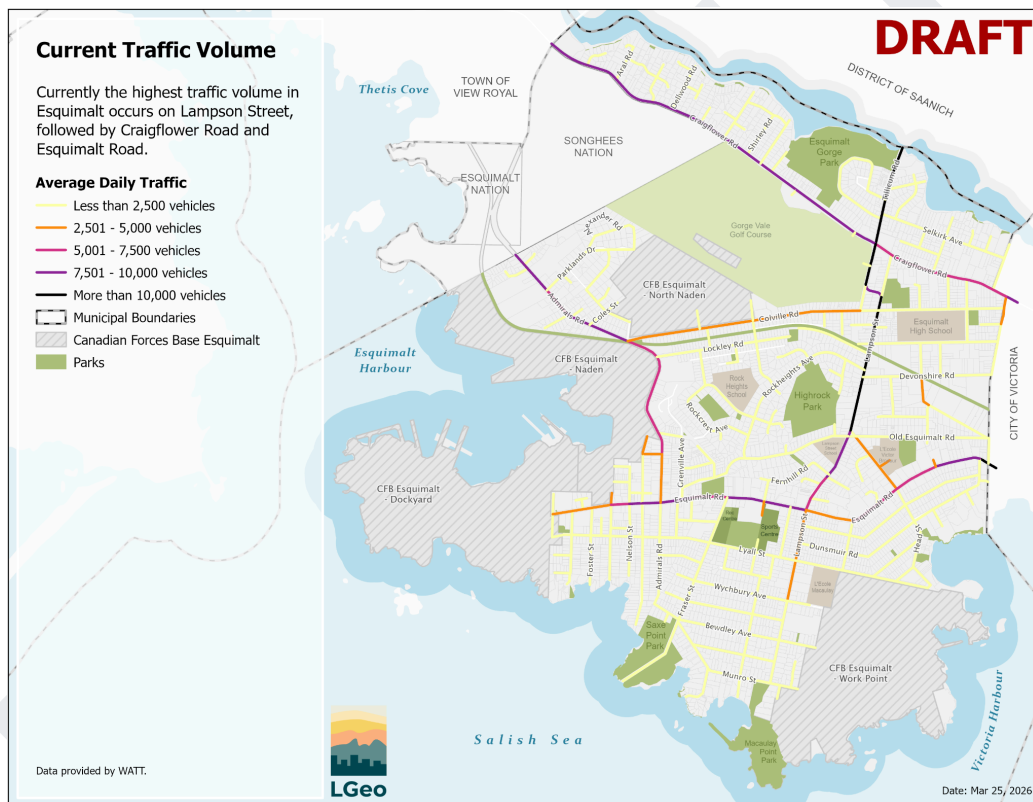 Current Traffic Volume
Currently the highest traffic volume in
Esquimalt occurs on Lampson Street,
followed by Craigflower Road and
Esquimalt Road.
Average Daily Traffic
Less than 2,500 vehicles
2,501 - 5,000 vehicles
5,001 - 7,500 vehicles
7,501 - 10,000 vehicles
More than 10,000 vehicles
Municipal Boundaries
Canadian Forces Base Esquimalt
Parks
Data provided by WATT.
LGeo
DRAFT
DISTRICT OF SAANICH
TOWN OF
VIEW ROYAL
Thetis Cove
SONGHEES
NATION
ESQUIMALT
NATION
Aral Rd
Dellwood Rd
Craigflower Rd
Shirley Rd
Esquimalt
Gorge
Park
Tillicum Rd
Selkirk Ave
Craigflower Rd
Gorge Vale
Golf Course
Alexander Rd
Parklands Dr
Admirals Rd
Coles St
CFB Esquimalt
- North Naden
Colville Rd
Esquimalt
High School
Lampson St
Esquimalt
Harbour
CFB Esquimalt
- Naden
Lockley Rd
Rock
Heights
School
Rockheights Ave
Devonshire Rd
Highrock
Park
CITY OF VICTORIA
Rockcrest Ave
Old Esquimalt Rd
Grenville Ave
Fernhill Rd
CFB Esquimalt
- Dockyard
Esquimalt Rd
Esquimalt Rd
Sports
Centre
Lampson St
Lyall St
Dunsmuir Rd
Head St
Foster St
Nelson St
Admirals Rd
L'Ecole
Macaulay
Wychbury Ave
Fraser St
Saxe
Point
Park
Bewdley Ave
Munro St
CFB Esquimalt
- Work Point
Macaulay
Point
Park
Victoria Harbour
Salish Sea
Date: Mar 25, 2026